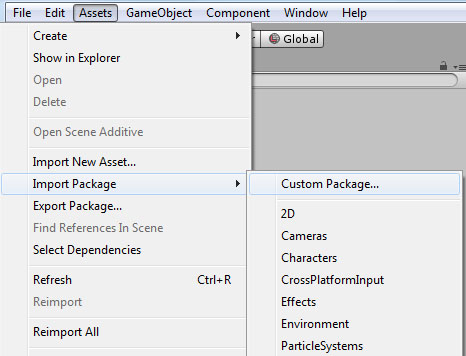 File Edit Assets GameObject Component Window Help
Create
Global
Show in Explorer
Open
Delete
Open Scene Additive
Import New Asset...
Import Package
Custom Package...
Export Package...
2D
Find References In Scene
Cameras
Select Dependencies
Characters
Refresh Ctrl+R
CrossPlatformInput
Reimport
Effects
Environment
Reimport All
ParticleSystems